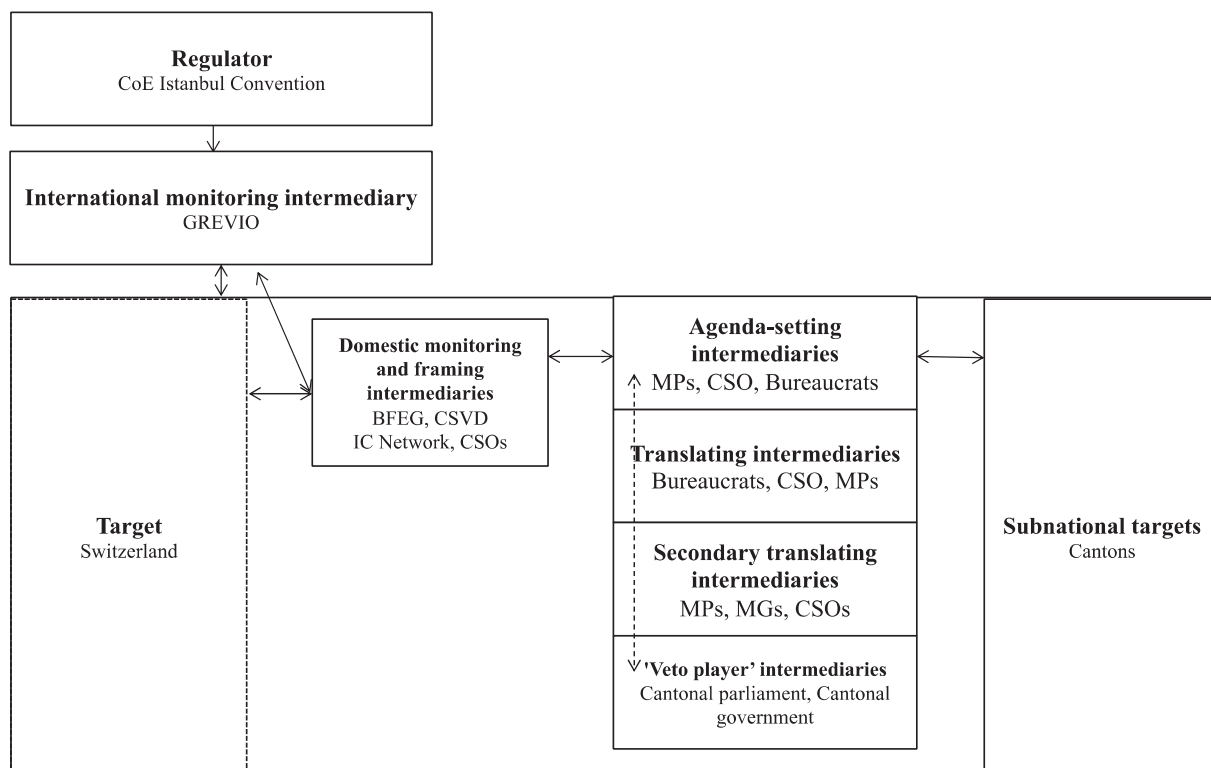 Regulator
CoE Istanbul Convention
International monitoring intermediary
GREVIO
Domestic monitoring
and framing
intermediaries
BFEG, CSVD
IC Network, CSOs
Agenda-setting
intermediaries
MPs, CSO, Bureaucrats
Translating intermediaries
Bureaucrats, CSO, MPs
Secondary translating
intermediaries
MPs, MGs, CSOs
'Veto player’ intermediaries
Cantonal parliament, Cantonal
government
Target
Switzerland
Subnational targets
Cantons